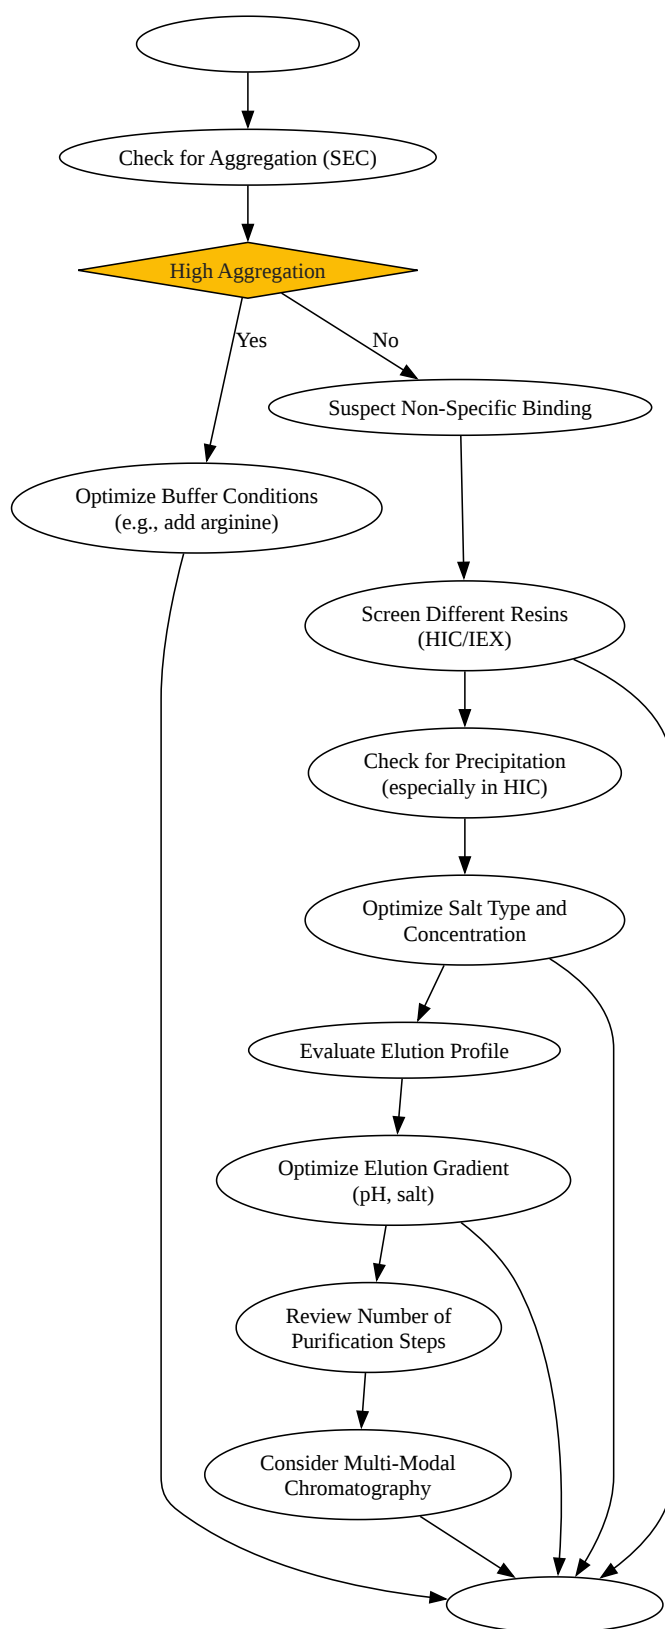 Check for Aggregation (SEC)
High Aggregation
Yes
No
Suspect Non-Specific Binding
Optimize Buffer Conditions
(e.g., add arginine)
Screen Different Resins
(HIC/IEX)
Check for Precipitation
(especially in HIC)
Optimize Salt Type and
Concentration
Evaluate Elution Profile
Optimize Elution Gradient
(pH, salt)
Review Number of
Purification Steps
Consider Multi-Modal
Chromatography